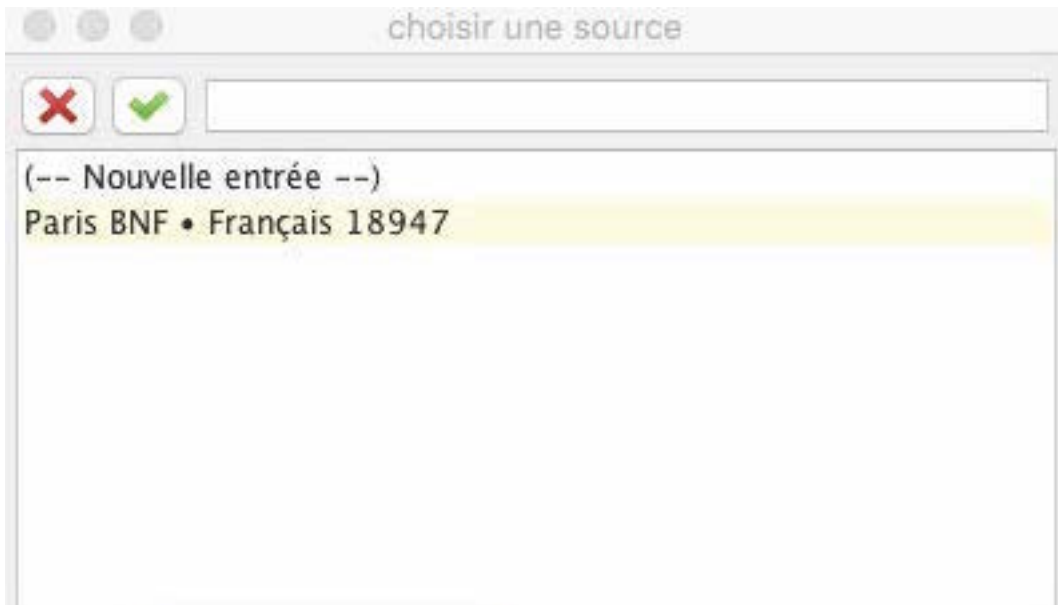 choisir une source
(-- Nouvelle entrée --)
Paris BNF • Français 18947